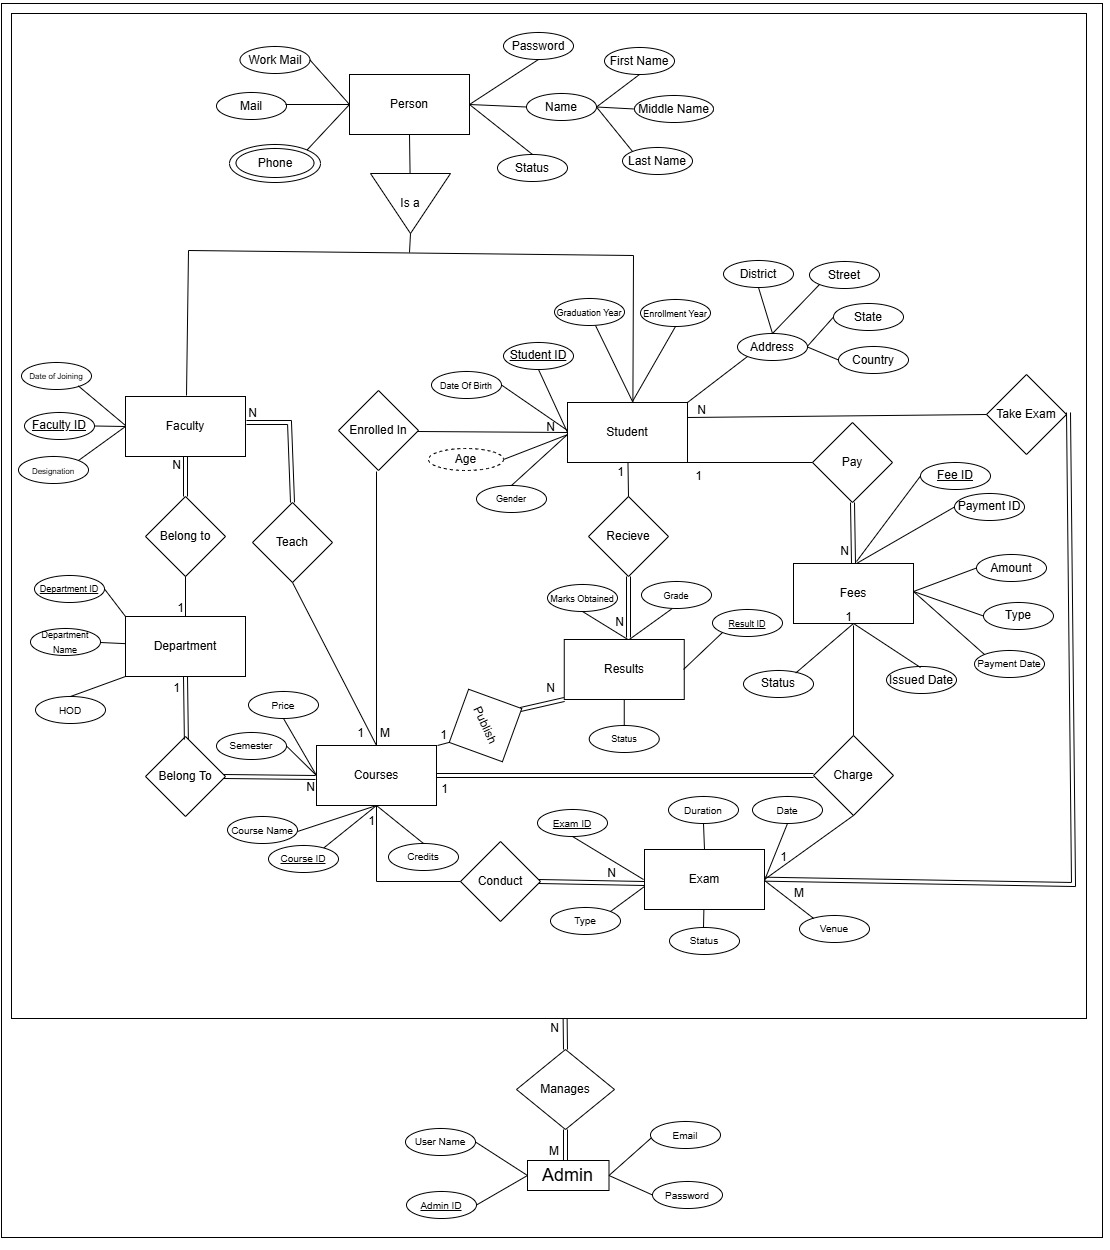 Password
Work Mail
First Name
Person
Mail
Name
Middle Name
Phone
Status
Last Name
Is a
District
Street
Graduation Year
Enrollment Year
State
Student ID
Address
Country
Date of Joining
Date Of Birth
N
N
Take Exam
Faculty ID
Faculty
Enrolled In
N
Student
Age
Pay
Designation
N
1
1
Fee ID
Gender
Payment ID
Belong to
Teach
Recieve
N
Amount
Department ID
1
Marks Obtained
Grade
Fees
Department
Name
Department
N
Result ID
1
Type
Results
Payment Date
1
N
Status
Issued Date
HOD
Price
Publish
Semester
1
M
1
Status
Belong To
N
Courses
1
Charge
Course Name
1
Exam ID
Duration
Date
Course ID
Credits
1
Conduct
N
Exam
M
Type
Status
Venue
N
Manages
User Name
M
Email
Admin
Admin ID
Password